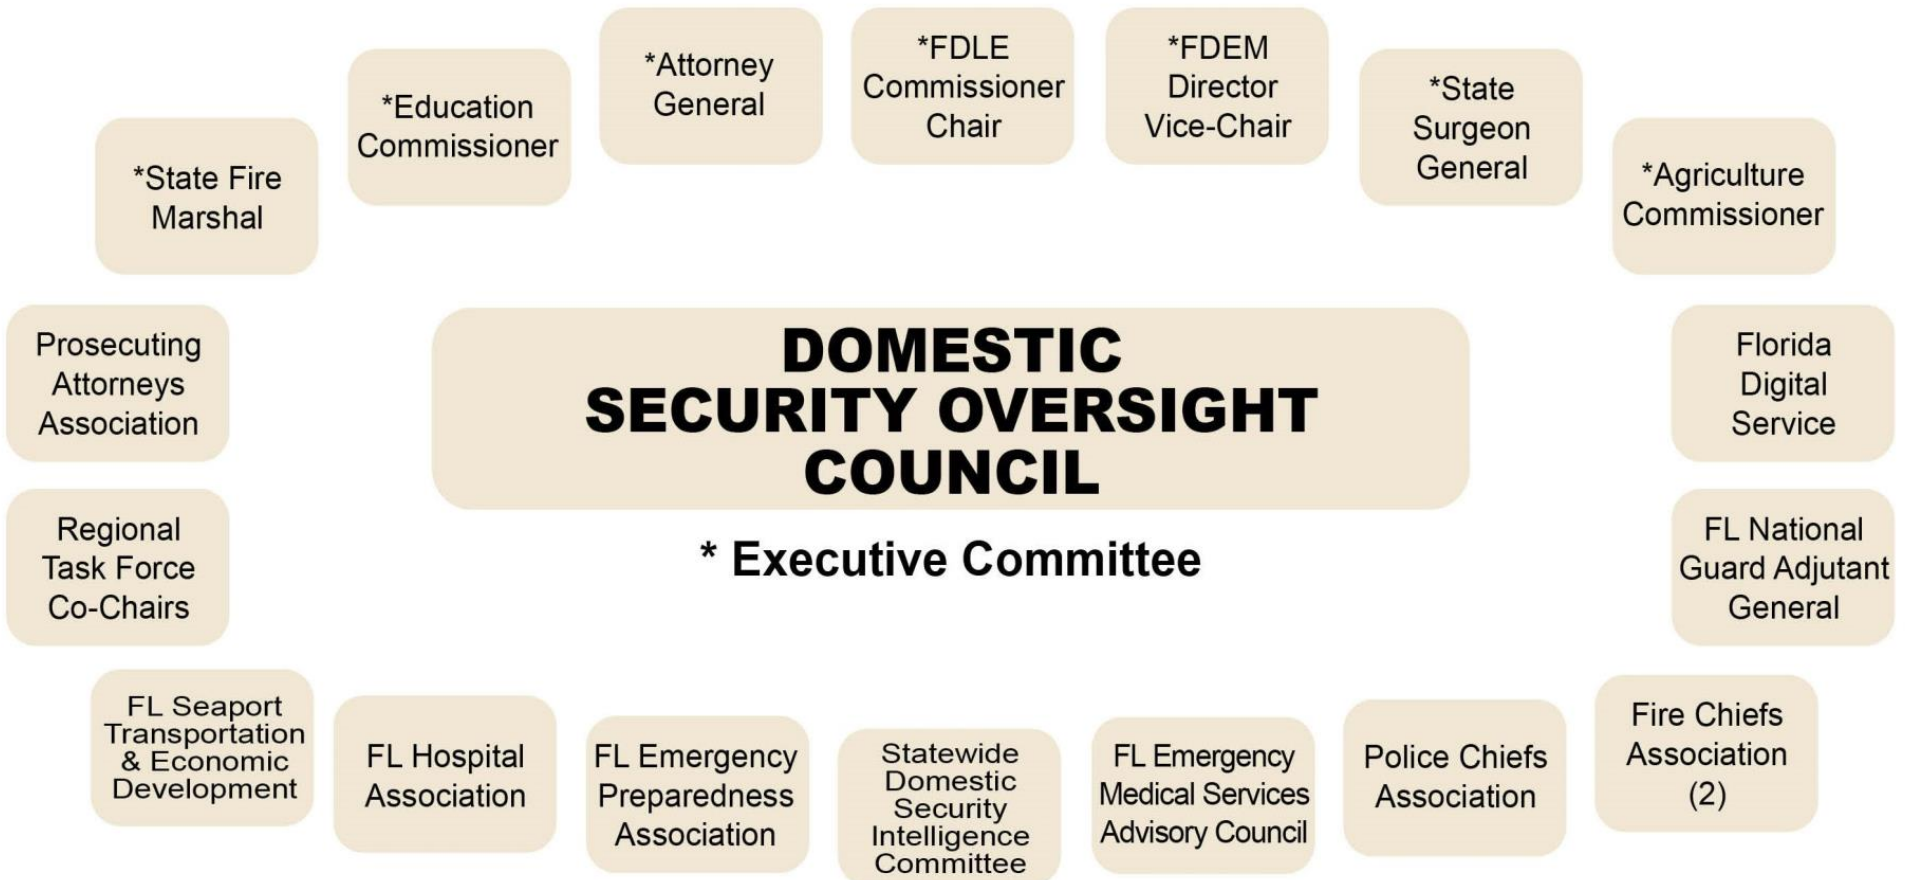 *State Fire
Marshal
*Education
Commissioner
*Attorney
General
*FDLE
Commissioner
Chair
*FDEM
Director
Vice-Chair
*State
Surgeon
General
*Agriculture
Commissioner
Prosecuting
Attorneys
Association
DOMESTIC
SECURITY OVERSIGHT
COUNCIL
Florida
Digital
Service
Regional
Task Force
Co-Chairs
* Executive Committee
FL National
Guard Adjutant
General
FL Seaport
Transportation
& Economic
Development
FL Hospital
Association
FL Emergency
Preparedness
Association
Statewide
Domestic
Security
Intelligence
Committee
FL Emergency
Medical Services
Advisory Council
Police Chiefs
Association
Fire Chiefs
Association
(2)